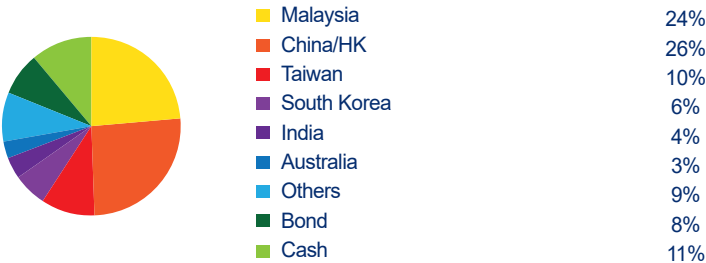 Malaysia 24%
China/HK 26%
Taiwan 10%
South Korea 6%
India 4%
Australia 3%
Others 9%
Bond 8%
Cash 11%